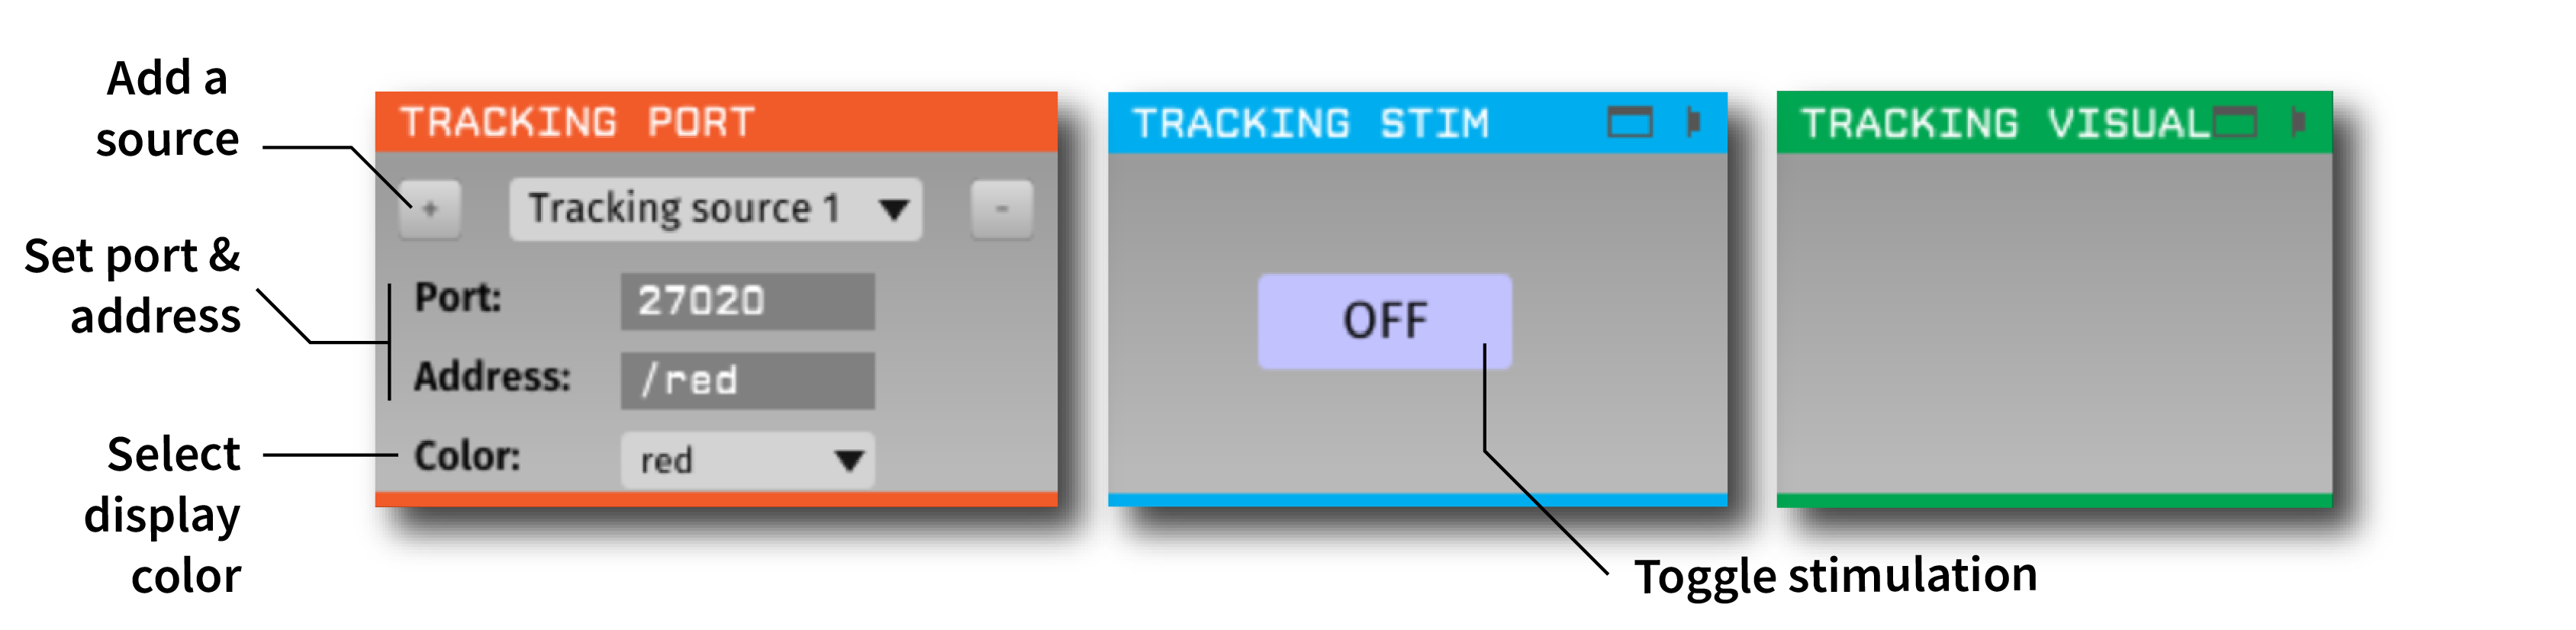 Add a
source
Set port &
address
Select
display
color
TRACKING PORT
+ Tracking source 1 -
Port: 27020
Address: /red
Color: red
TRACKING STIM
OFF
Toggle stimulation
TRACKING VISUAL